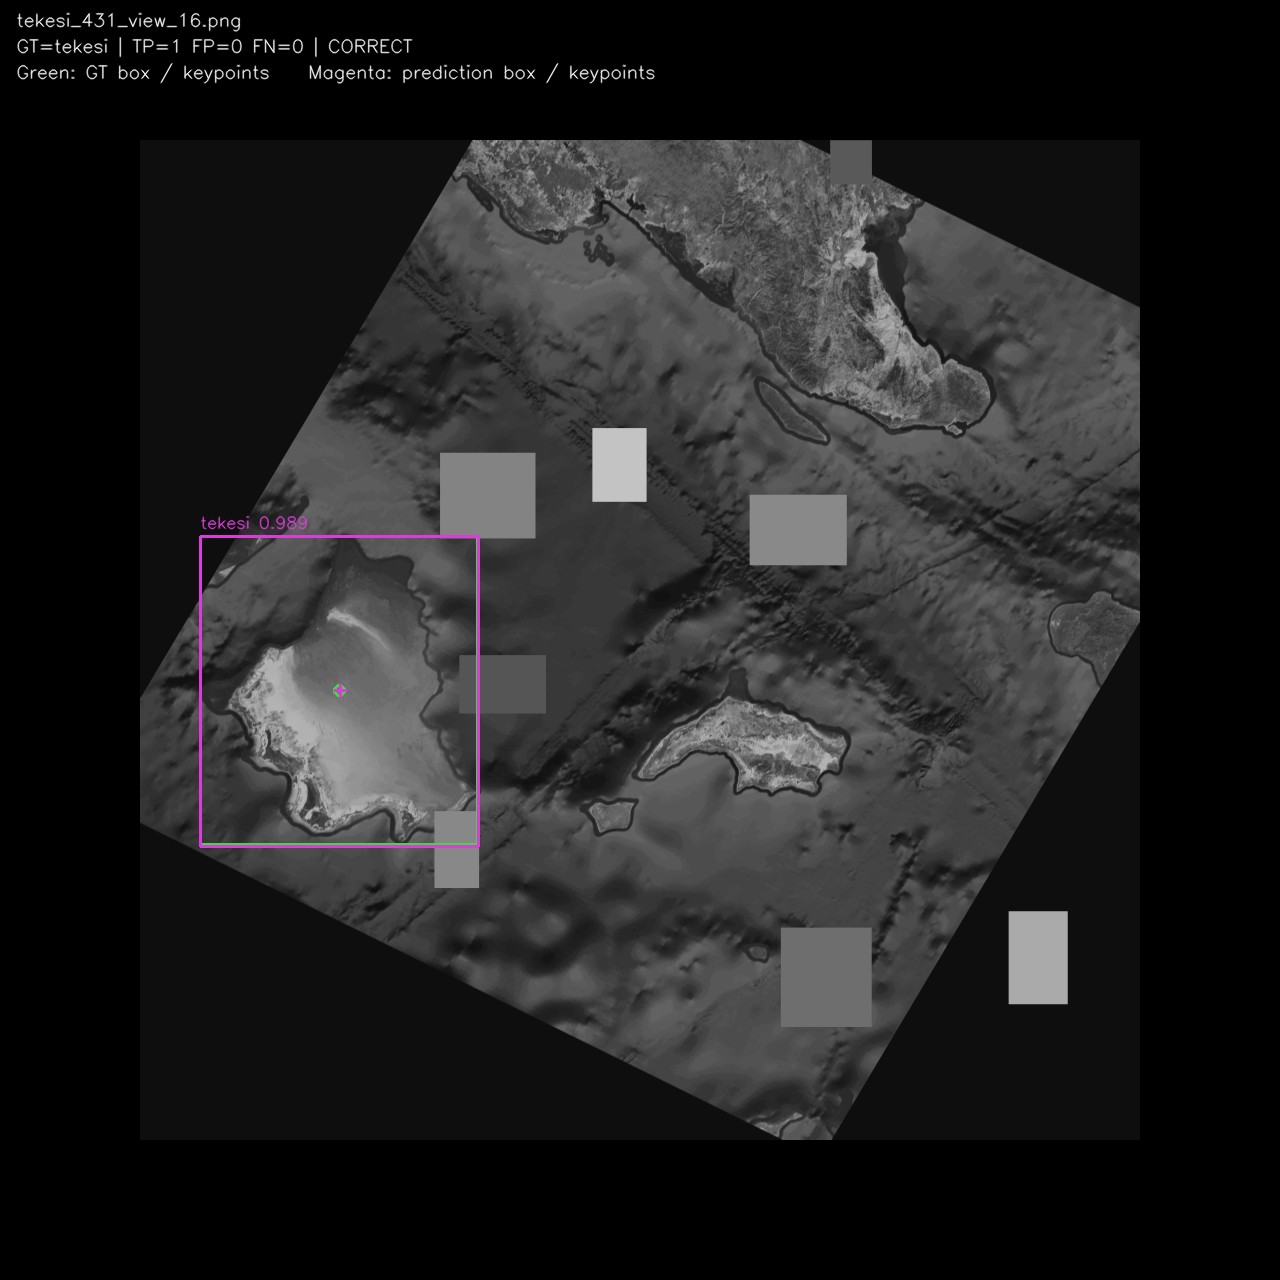 tekesi_431_view_16.png
GT=tekesi | TP=1 FP=0 FN=0 | CORRECT
Green: GT box / keypoints Magenta: prediction box / keypoints
tekesi 0.989